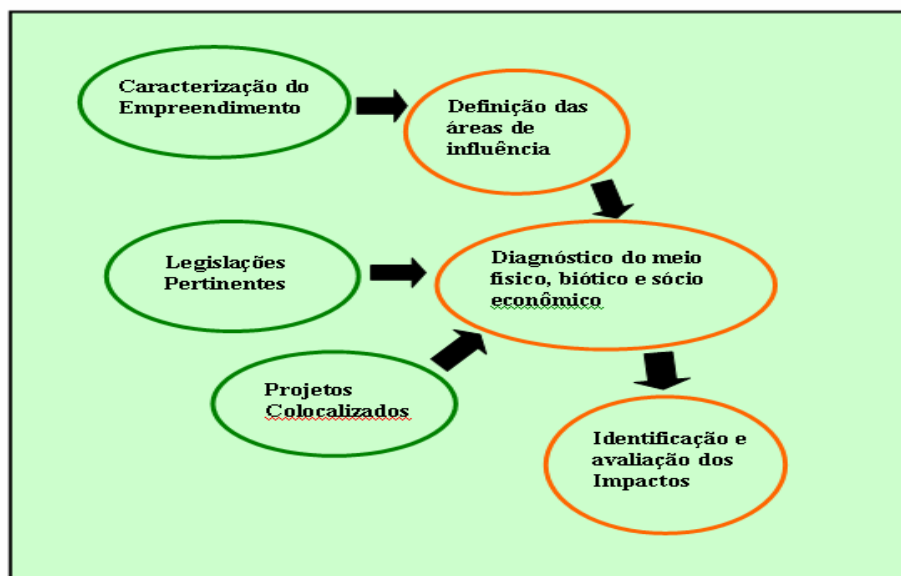 Caracterização do
Empreendimento
Definição das
áreas de
influência
Legislações
Pertinentes
Diagnóstico do meio
físico, biótico e sócio
econômico
Projetos
Colocalizados
Identificação e
avaliação dos
Impactos